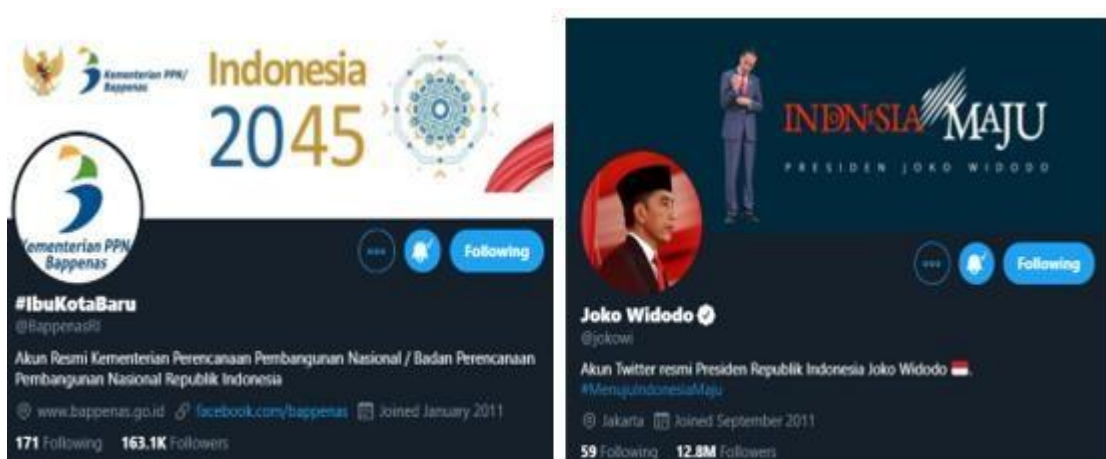 Kementerian PPN/
Bappenas
Indonesia
2045
Kementerian PPN/
Bappenas
Following
#IbuKotaBaru
@BappenasRI
Akun Resmi Kementerian Perencanaan Pembangunan Nasional / Badan Perencanaan
Pembangunan Nasional Republik Indonesia
www.bappenas.go.id facebook.com/bappenas Joined January 2011
171 Following 163.1K Followers
INDONESIA MAJU
PRESIDEN JOKO WIDODO
Following
Joko Widodo
@jokowi
Akun Twitter resmi Presiden Republik Indonesia Joko Widodo 🇮🇩.
#MenujuIndonesiaMaju
Jakarta Joined September 2011
59 Following 12.8M Followers